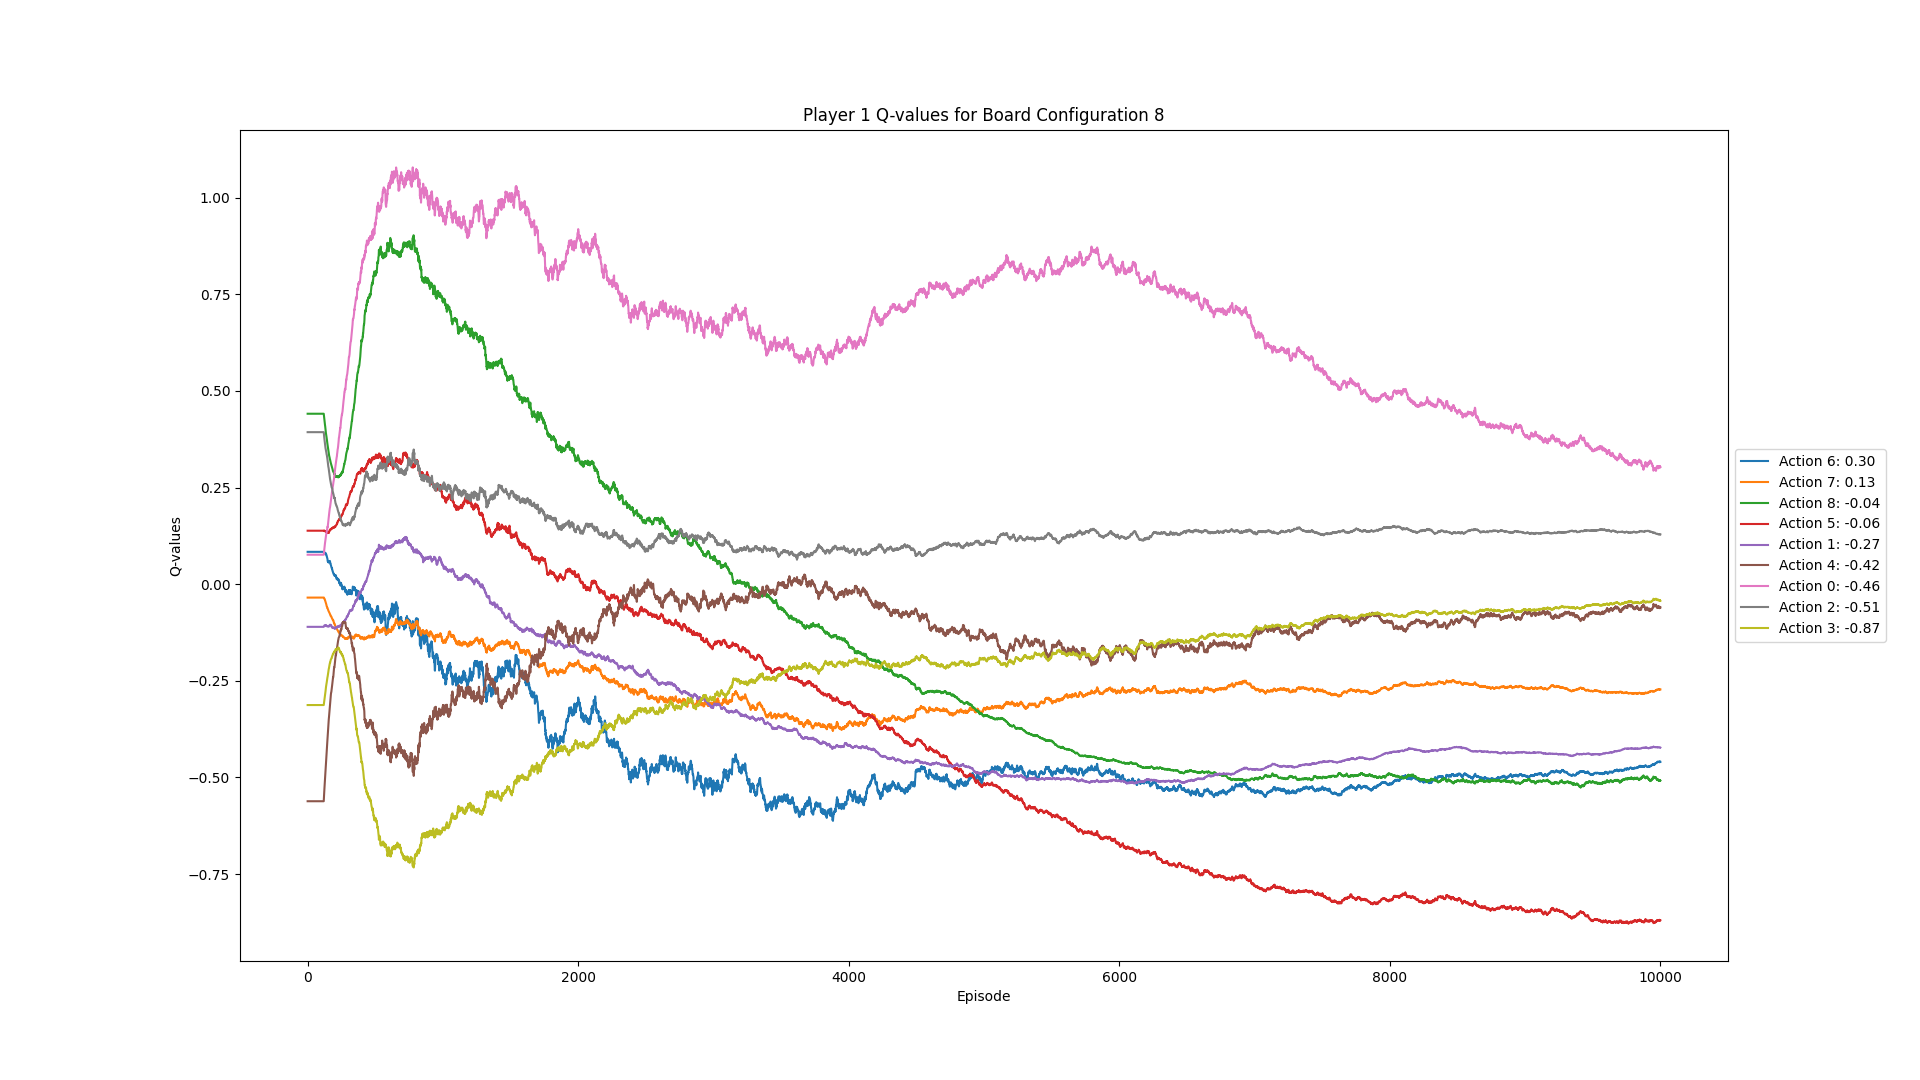 Player 1 Q-values for Board Configuration 8
Q-values
1.00
0.75
0.50
0.25
0.00
−0.25
−0.50
−0.75
0
2000
4000
6000
8000
10000
Episode
Action 6: 0.30
Action 7: 0.13
Action 8: -0.04
Action 5: -0.06
Action 1: -0.27
Action 4: -0.42
Action 0: -0.46
Action 2: -0.51
Action 3: -0.87